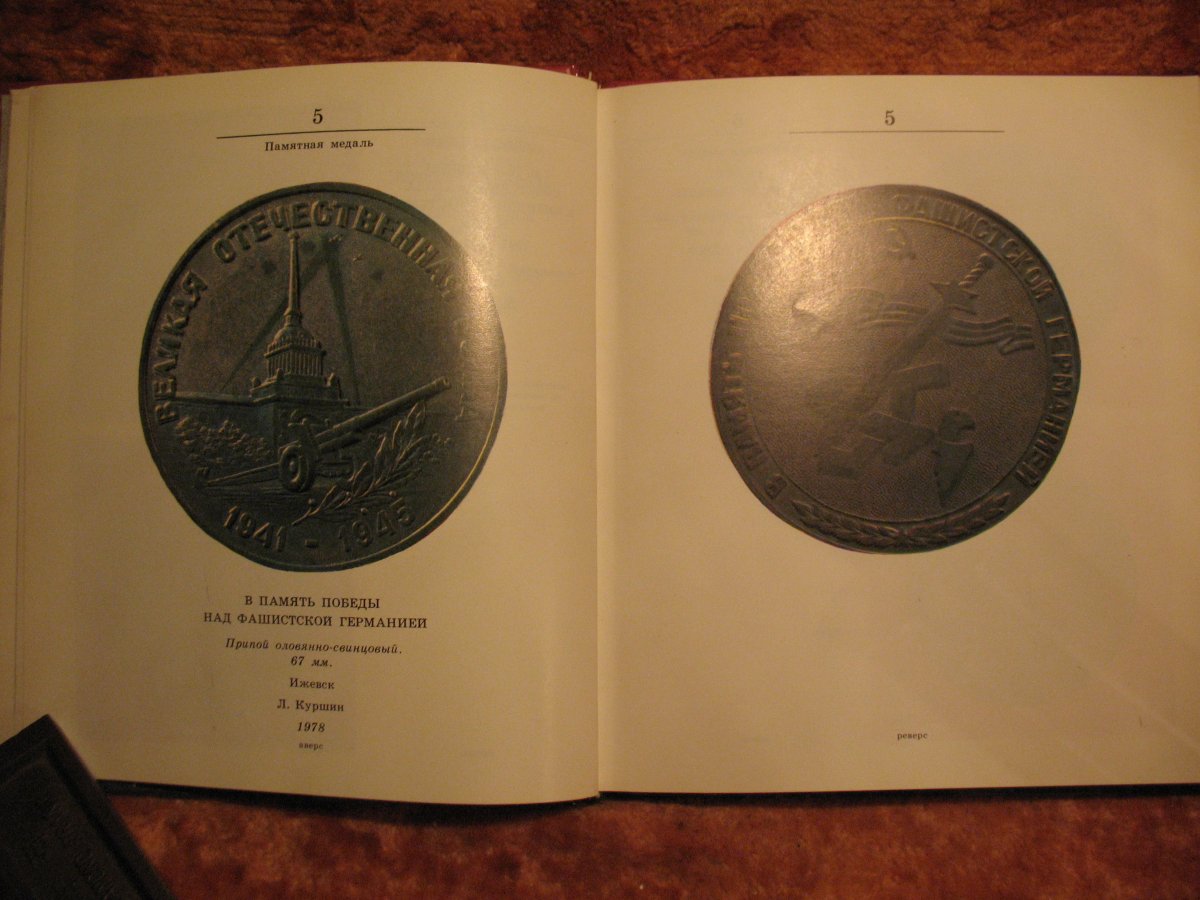 5
Памятная медаль
ВЕЛИКАЯ ОТЕЧЕСТВЕННАЯ
1941 - 1945
В ПАМЯТЬ ПОБЕДЫ
НАД ФАШИСТСКОЙ ГЕРМАНИЕЙ
Припой оловянно-свинцовый.
67 мм.
Ижевск
Л. Куршин
1978
аверс
5
В ПАМЯТЬ
ФАШИСТСКОЙ ГЕРМАНИЕЙ
реверс